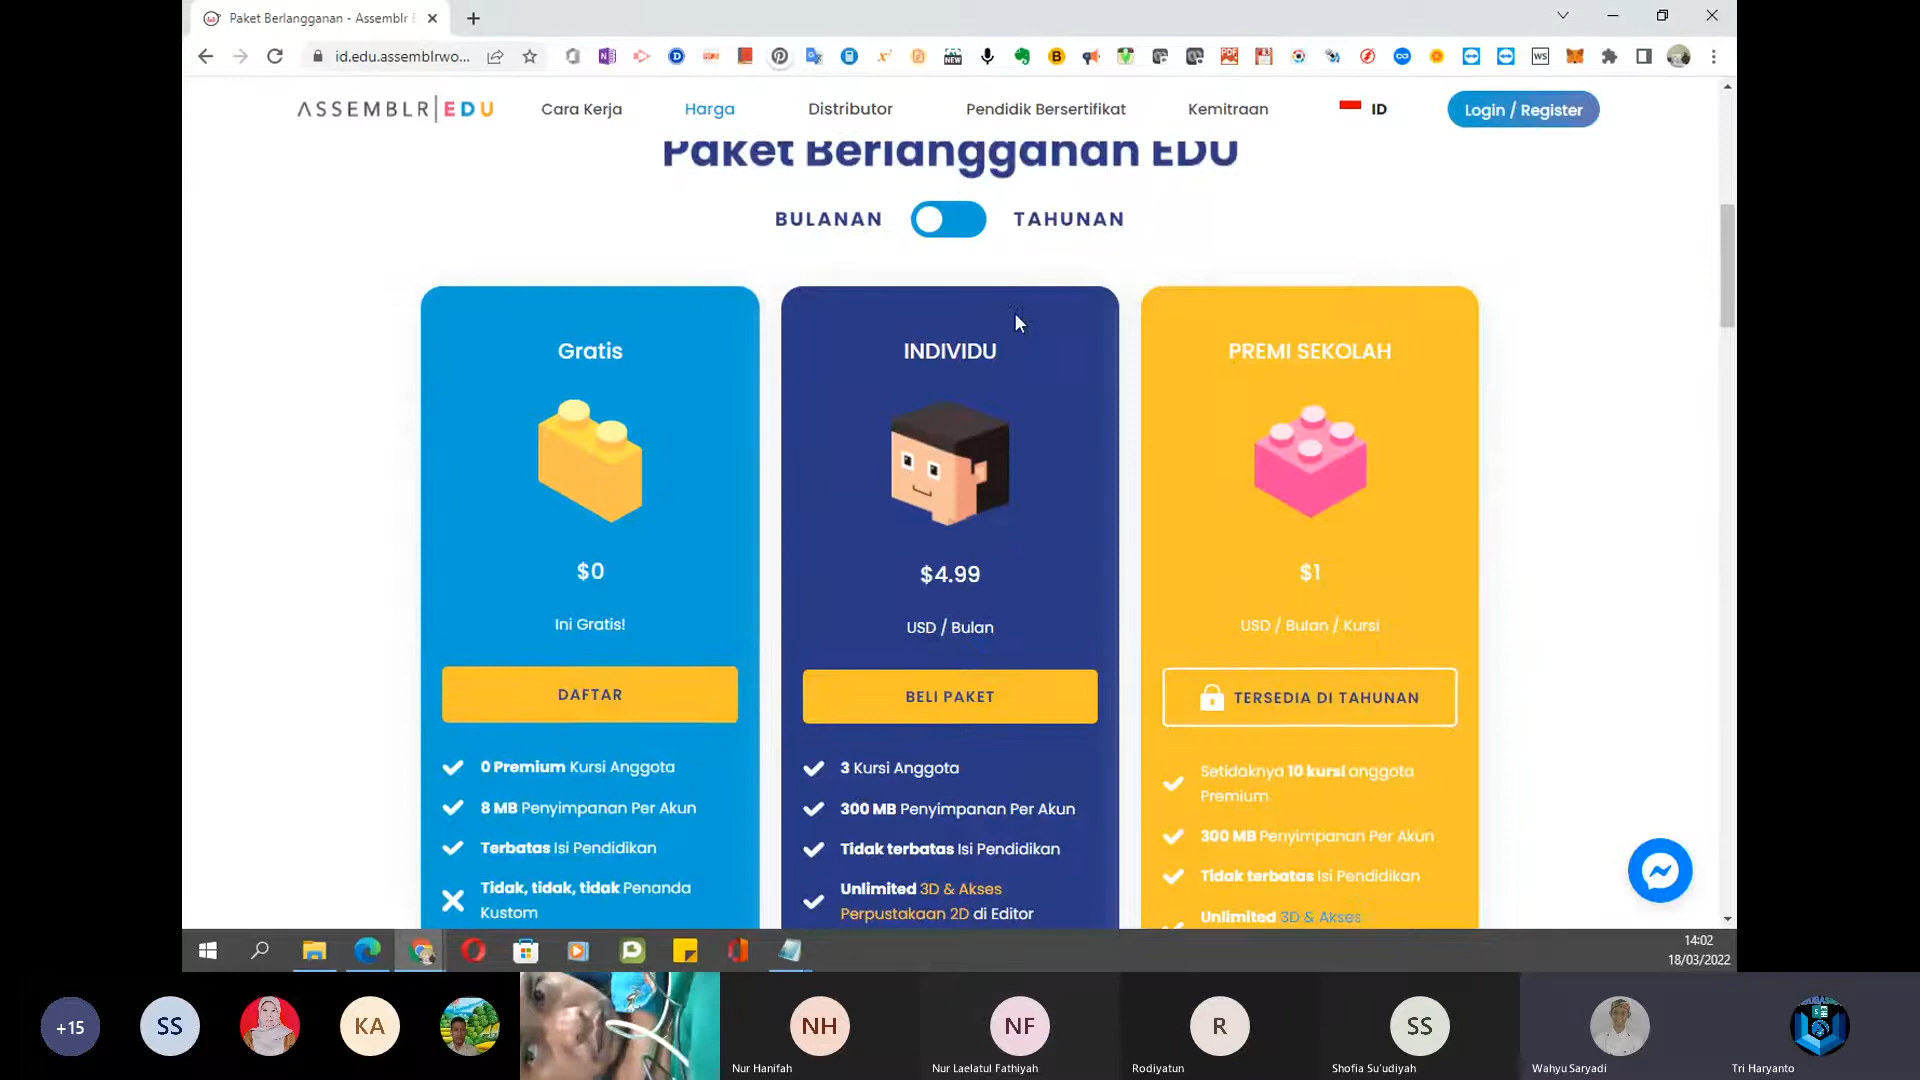 Paket Berlangganan - Assemblr
id.edu.assemblrwo...
ASSEMBLR|EDU
Cara Kerja
Harga
Distributor
Pendidik Bersertifikat
Kemitraan
ID
Login / Register
Paket Berlangganan EDU
BULANAN
TAHUNAN
Gratis
$0
Ini Gratis!
DAFTAR
0 Premium Kursi Anggota
8 MB Penyimpanan Per Akun
Terbatas Isi Pendidikan
Tidak, tidak, tidak Penanda
Kustom
INDIVIDU
$4.99
USD / Bulan
BELI PAKET
3 Kursi Anggota
300 MB Penyimpanan Per Akun
Tidak terbatas Isi Pendidikan
Unlimited 3D & Akses
Perpustakaan 2D di Editor
PREMI SEKOLAH
$1
USD / Bulan / Kursi
TERSEDIA DI TAHUNAN
Setidaknya 10 kursi anggota
Premium
300 MB Penyimpanan Per Akun
Tidak terbatas Isi Pendidikan
Unlimited 3D & Akses
14:02
18/03/2022
+15
SS
KA
NH
Nur Hanifah
NF
Nur Laelatul Fathiyah
R
Rodiyatun
SS
Shofia Su'udiyah
Wahyu Saryadi
Tri Haryanto